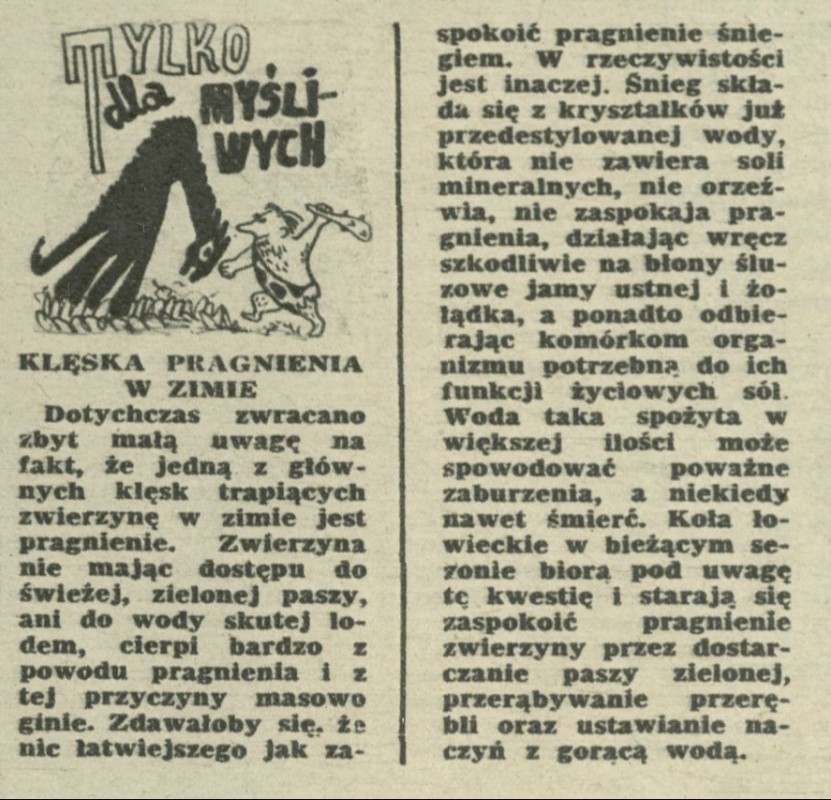 TYLKO
dla MYŚLI-
WYCH
KLĘSKA PRAGNIENIA
W ZIMIE
Dotychczas zwracano
zbyt małą uwagę na
fakt, że jedną z głów-
nych klęsk trapiących
zwierzynę w zimie jest
pragnienie. Zwierzyna
nie mając dostępu do
świeżej, zielonej paszy,
ani do wody skutej lo-
dem, cierpi bardzo z
powodu pragnienia i z
tej przyczyny masowo
ginie. Zdawałoby się, że
nic łatwiejszego jak za-
spokoić pragnienie śnie-
giem. W rzeczywistości
jest inaczej. Śnieg skła-
da się z kryształków już
przedestylowanej wody,
która nie zawiera soli
mineralnych, nie orzeź-
wia, nie zaspokaja pra-
gnienia, działając wręcz
szkodliwie na błony ślu-
zowe jamy ustnej i żo-
łądka, a ponadto odbie-
rając komórkom orga-
nizmu potrzebną do ich
funkcji życiowych sól.
Woda taka spożyta w
większej ilości może
spowodować poważne
zaburzenia, a niekiedy
nawet śmierć. Koła ło-
wieckie w bieżącym se-
zonie biorą pod uwagę
tę kwestię i starają się
zaspokoić pragnienie
zwierzyny przez dostar-
czanie paszy zielonej,
przerąbywanie przerę-
bli oraz ustawianie na-
czyń z gorącą wodą.